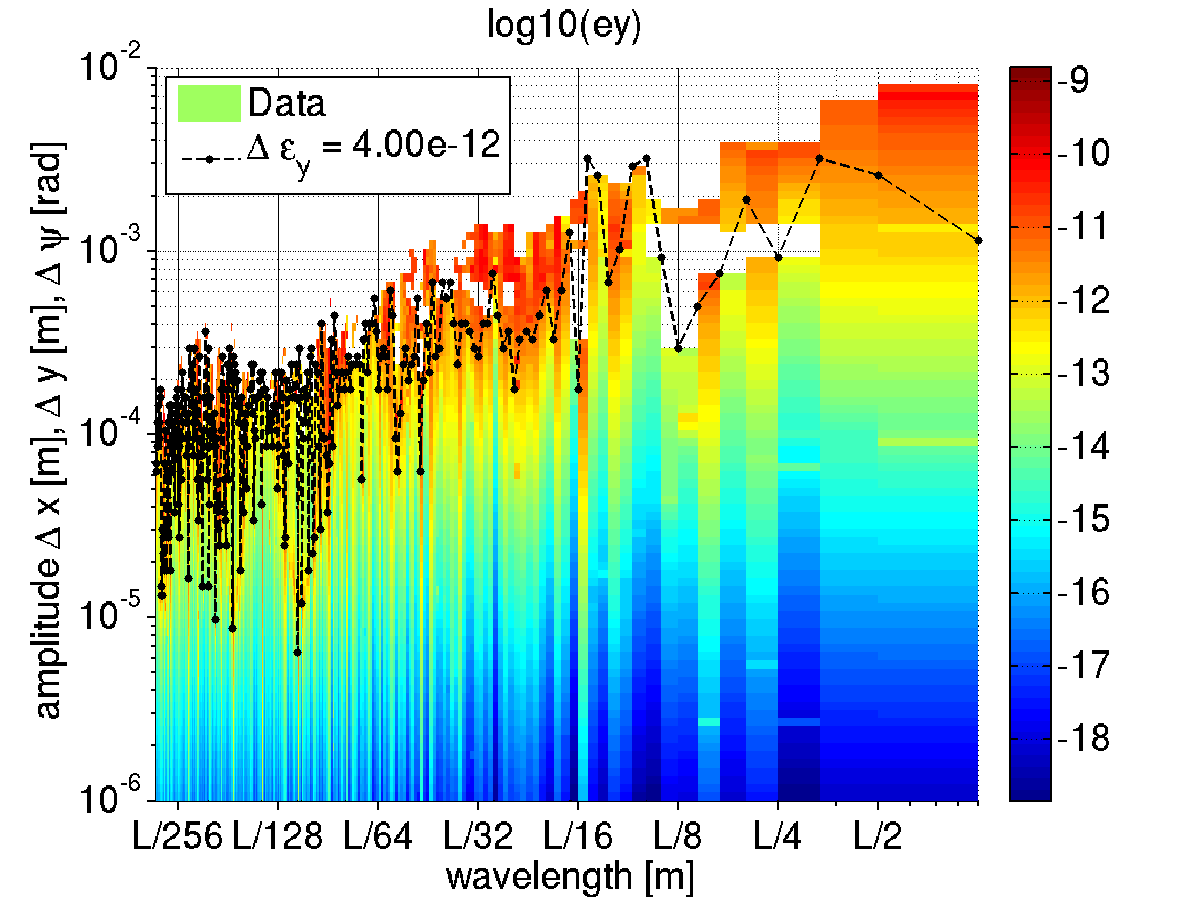 log10(ey)
10-2
10-3
10-4
10-5
10-6
amplitude Δ x [m], Δ y [m], Δ ψ [rad]
Data
Δ εy = 4.00e-12
L/256 L/128 L/64 L/32 L/16 L/8 L/4 L/2
wavelength [m]
-9
-10
-11
-12
-13
-14
-15
-16
-17
-18